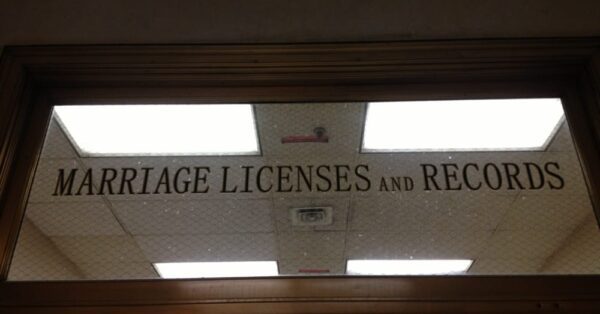 MARRIAGE LICENSES AND RECORDS